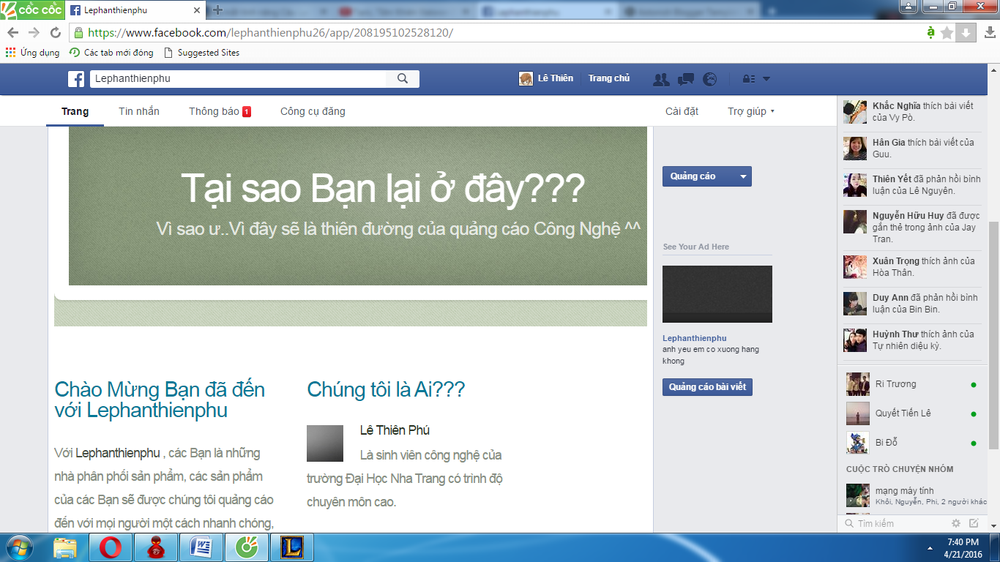 cốc cốc
Lephanthienphu
https://www.facebook.com/lephanthienphu26/app/208195102528120/
Ứng dụng
Các tab mới đóng
Suggested Sites
Lephanthienphu
Lê Thiên
Trang chủ
Trang
Tin nhắn
Thông báo 1
Công cụ đăng
Cài đặt
Trợ giúp
Tại sao Bạn lại ở đây???
Vì sao ư..Vì đây sẽ là thiên đường của quảng cáo Công Nghệ ^^
Chào Mừng Bạn đã đến
với Lephanthienphu
Với Lephanthienphu , các Bạn là những
nhà phân phối sản phẩm, các sản phẩm
của các Bạn sẽ được chúng tôi quảng cáo
đến với mọi người một cách nhanh chóng,
Chúng tôi là Ai???
Lê Thiên Phú
Là sinh viên công nghệ của
trường Đại Học Nha Trang có trình độ
chuyên môn cao.
Quảng cáo
See Your Ad Here
Lephanthienphu
anh yeu em co xuong hang
khong
Quảng cáo bài viết
Khắc Nghĩa thích bài viết
của Vy Pò.
Hân Gia thích bài viết của
Guu.
Thiên Yết đã phản hồi bình
luận của Lê Nguyên.
Nguyễn Hữu Huy đã được
gắn thẻ trong ảnh của Jay
Tran.
Xuân Trọng thích ảnh của
Hòa Thân.
Duy Ann đã phản hồi bình
luận của Bin Bin.
Huỳnh Thư thích ảnh của
Tự nhiên diệu kỳ.
Ri Trương
Quyết Tiến Lê
Bi Đỗ
CUỘC TRÒ CHUYỆN NHÓM
mạng máy tính
Khôi, Nguyễn, Phi, 2 người khác
Tìm kiếm
7:40 PM
4/21/2016